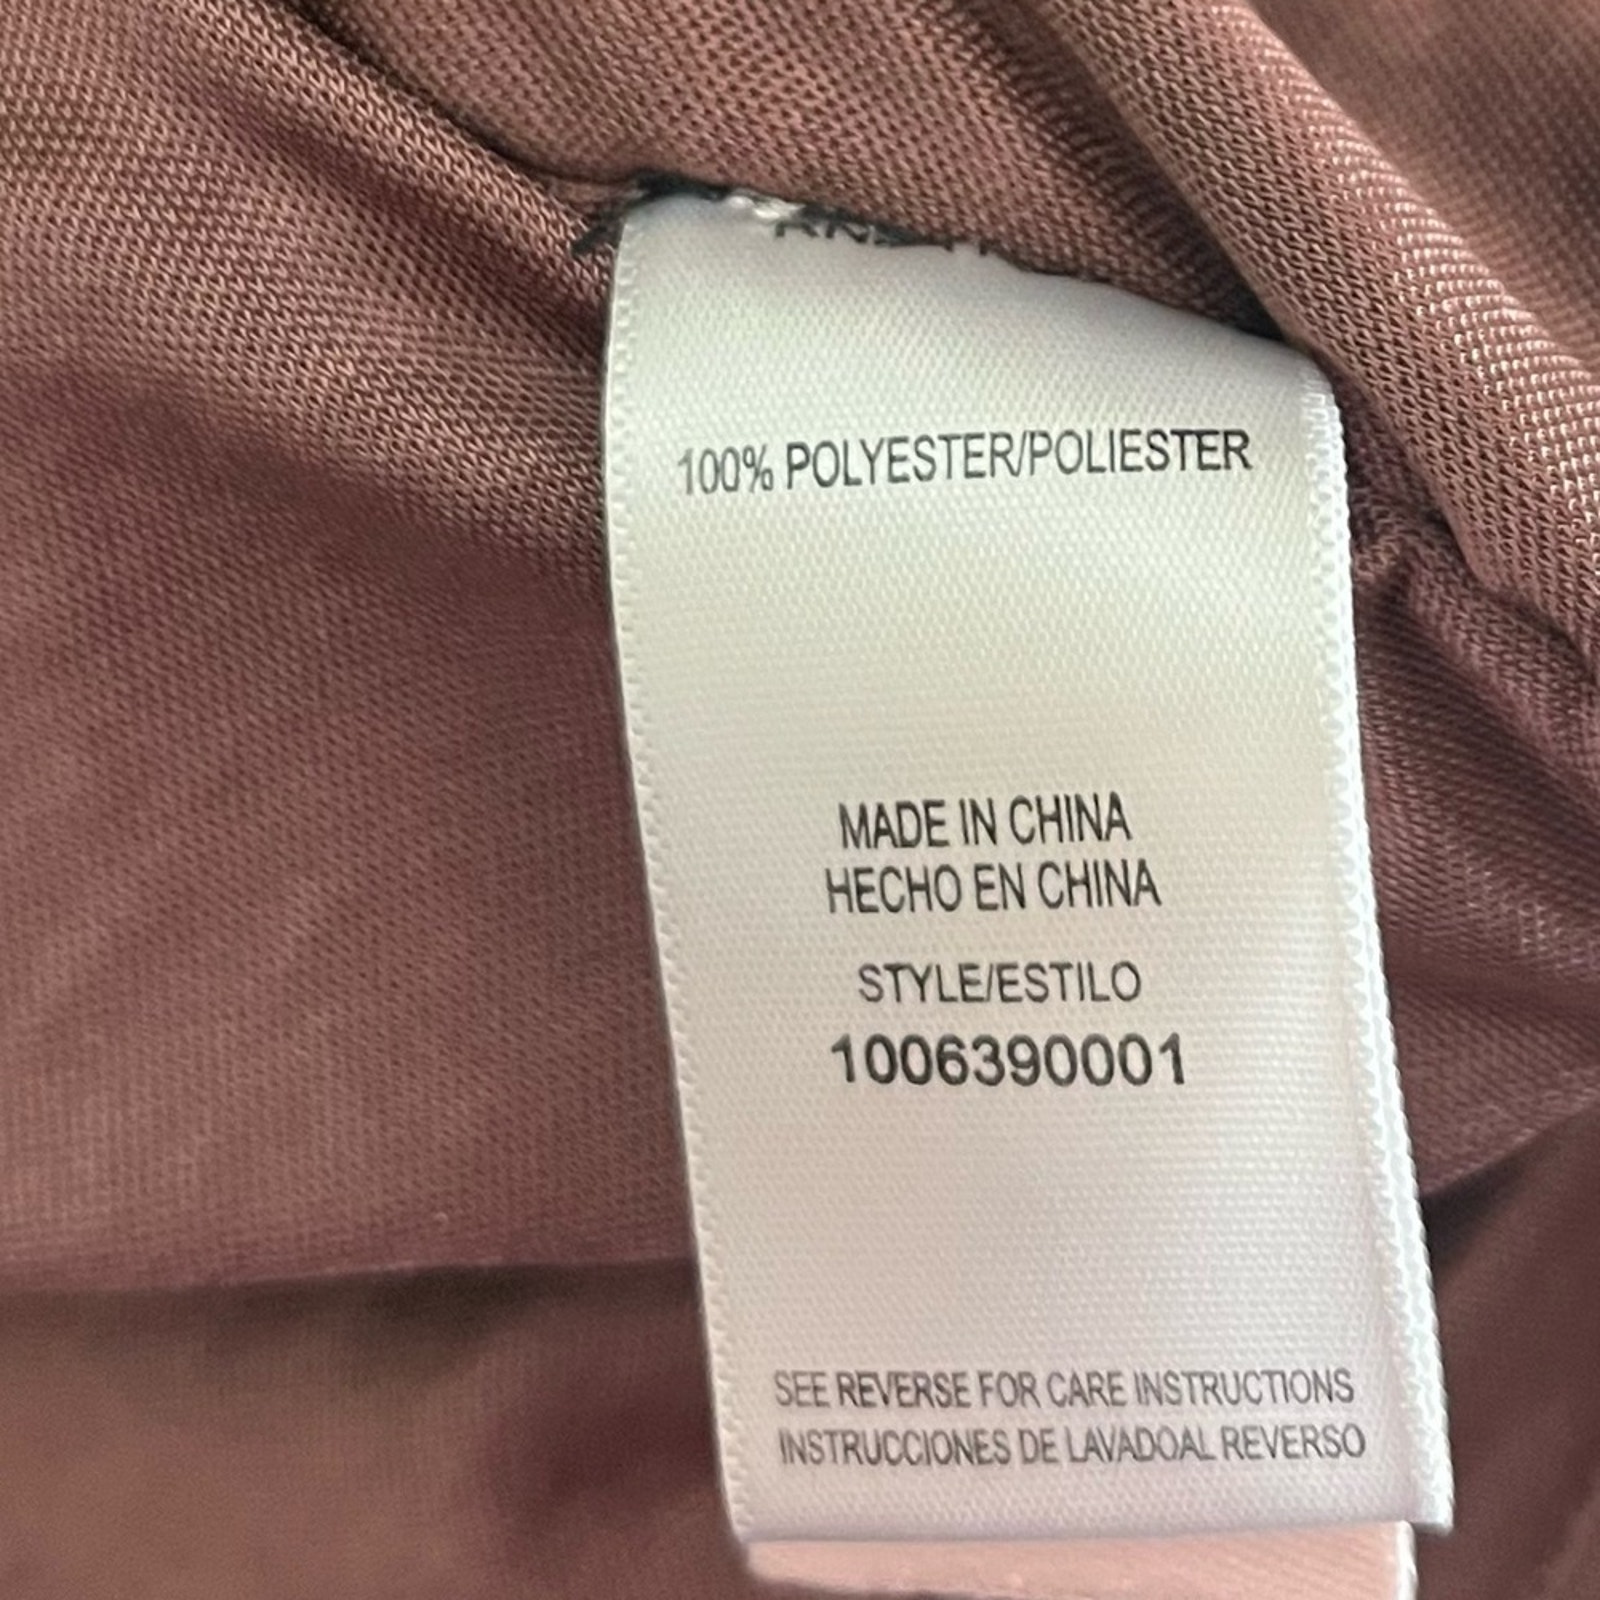 100% POLYESTER/POLIESTER
MADE IN CHINA
HECHO EN CHINA
STYLE/ESTILO
1006390001
SEE REVERSE FOR CARE INSTRUCTIONS
INSTRUCCIONES DE LAVADOAL REVERSO